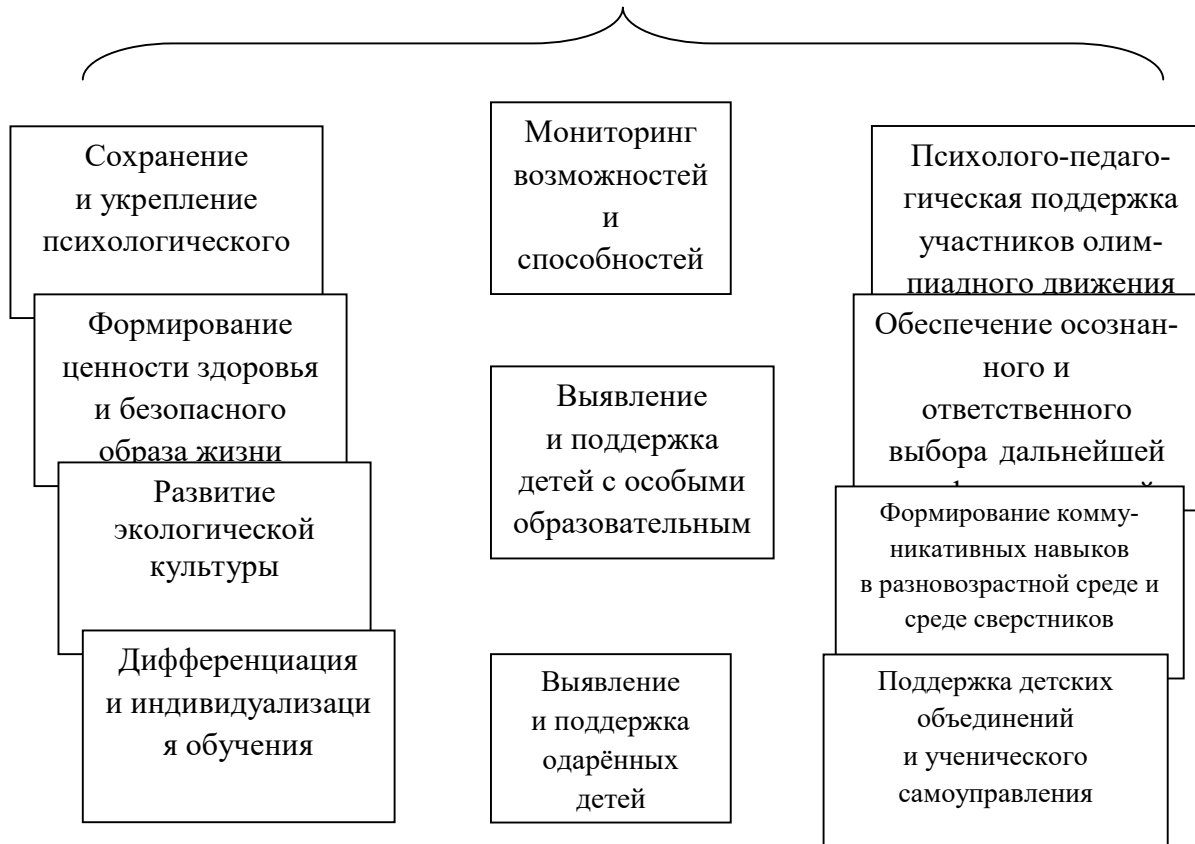 Сохранение
и укрепление
психологического
Формирование
ценности здоровья
и безопасного
образа жизни
Развитие
экологической
культуры
Дифференциация
и индивидуализаци
я обучения
Мониторинг
возможностей
и
способностей
Выявление
и поддержка
детей с особыми
образовательным
Выявление
и поддержка
одарённых
детей
Психолого-педаго-
гическая поддержка
участников олим-
пиадного движения
Обеспечение осознан-
ного и
ответственного
выбора дальнейшей
Формирование комму-
никативных навыков
в разновозрастной среде и
среде сверстников
Поддержка детских
объединений
и ученического
самоуправления